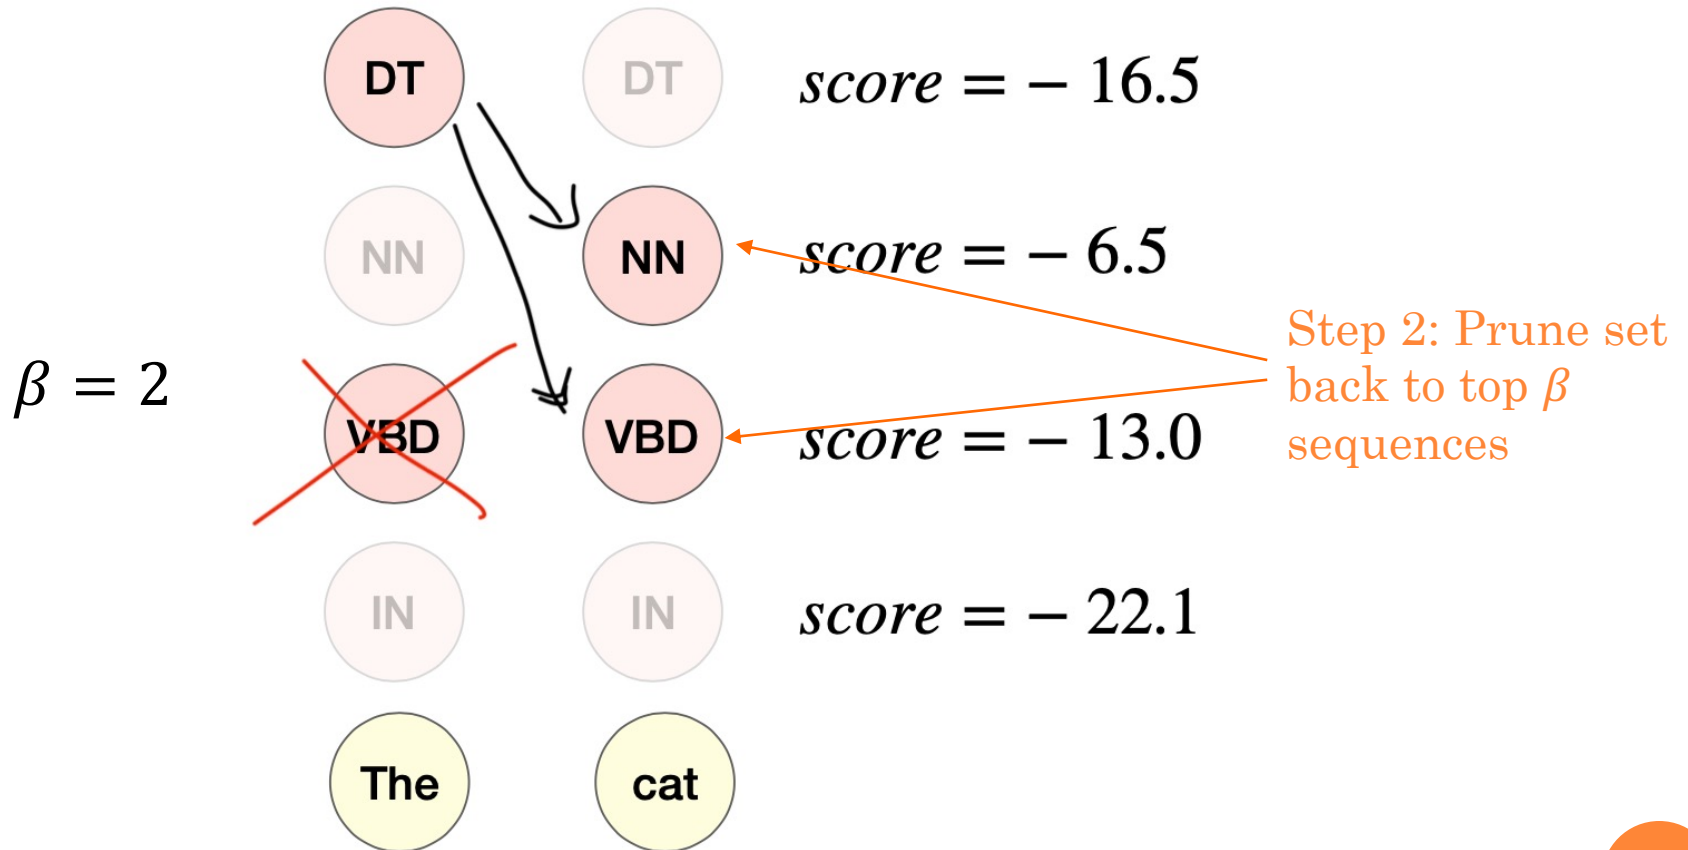 DT DT score = − 16.5
NN NN score = − 6.5
Step 2: Prune set
β = 2
back to top β
VBD VBD score = − 13.0
sequences
IN IN score = − 22.1
The cat